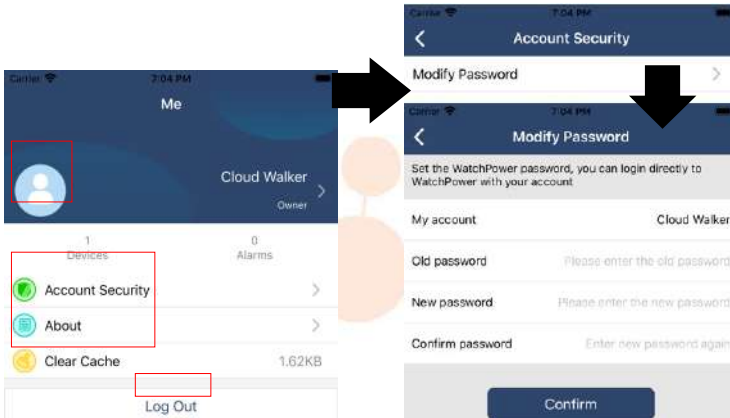 Carrier 7:04 PM
Me
Cloud Walker
Owner
1
Devices
0
Alarms
Account Security
About
Clear Cache 1.62KB
Log Out
Carrier 7:04 PM
Account Security
Modify Password
Carrier 7:04 PM
Modify Password
Set the WatchPower password, you can login directly to
WatchPower with your account
My account Cloud Walker
Old password Please enter the old password
New password Please enter the new password
Confirm password Enter new password again
Confirm